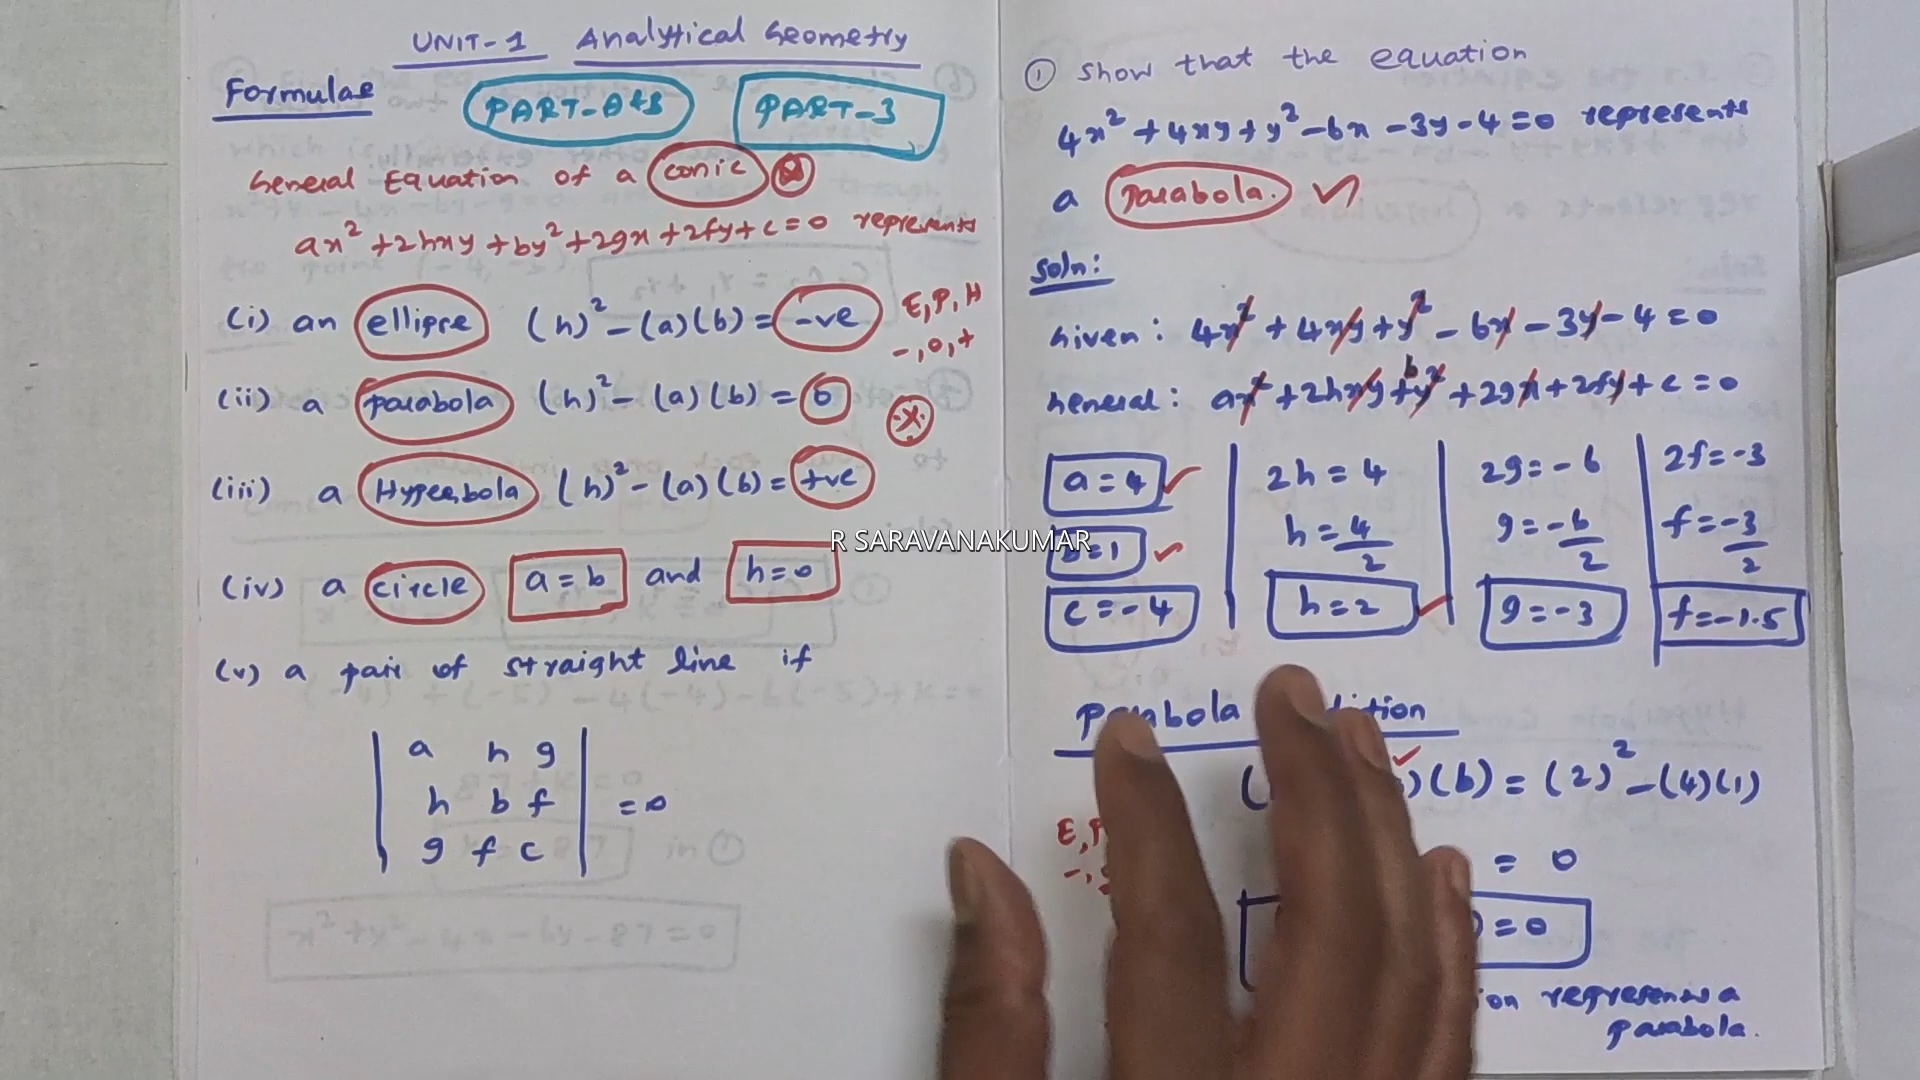 UNIT-1 Analytical Geometry
Formulae
PART-A+B PART-3
General Equation of a conic
ax² + 2hxy + by² + 2gx + 2fy + c = 0 represents
(i) an ellipse (h)² - (a)(b) = -ve
E, P, H
-, 0, +
(ii) a parabola (h)² - (a)(b) = 0
(iii) a Hyperbola (h)² - (a)(b) = +ve
(iv) a circle a = b and h = 0
(v) a pair of straight line if
a h g
h b f = 0
g f c
① Show that the equation
4x² + 4xy + y² - 6x - 3y - 4 = 0 represents
a parabola.
Soln:
Given: 4x² + 4xy + y² - 6x - 3y - 4 = 0
General: ax² + 2hxy + by² + 2gx + 2fy + c = 0
a = 4 2h = 4 2g = -6 2f = -3
b = 1 h = 4/2 g = -6/2 f = -3/2
c = -4 h = 2 g = -3 f = -1.5
Parabola
)(b) = (2)² - (4)(1)
E, P
-,
= 0
) = 0
represents a
parabola.
R SARAVANAKUMAR